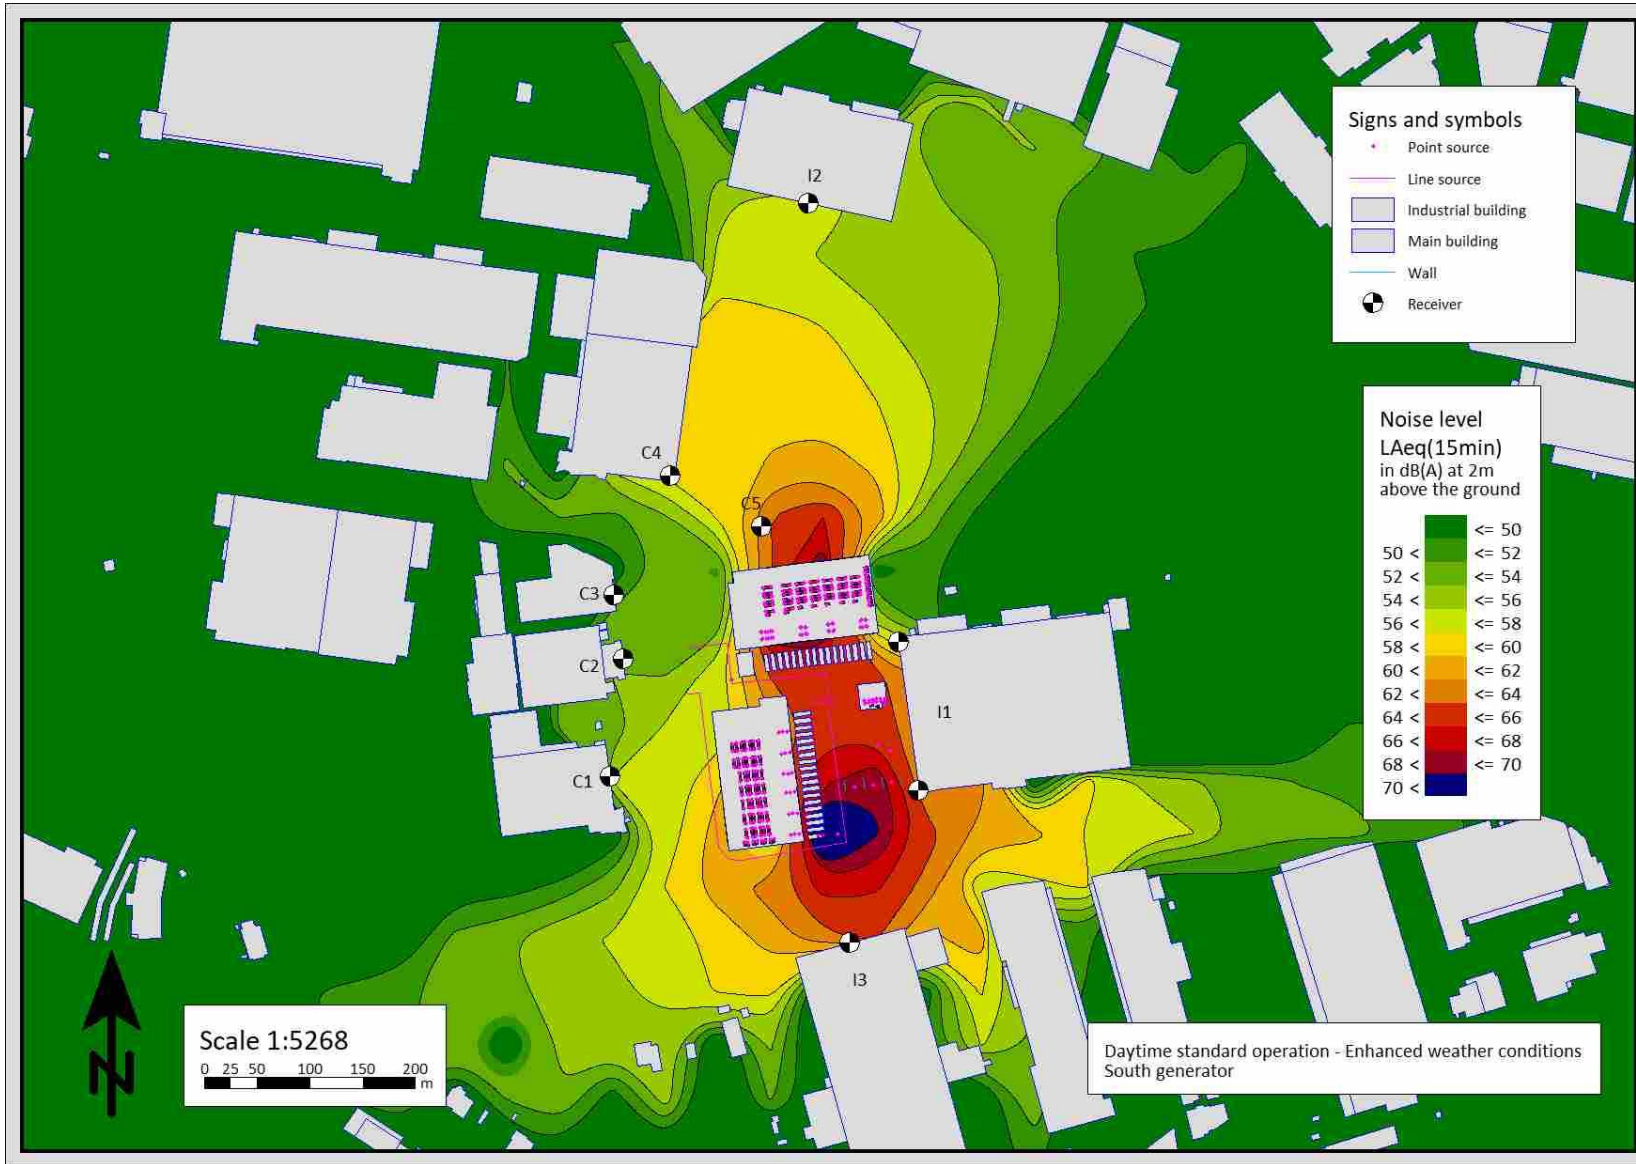 Signs and symbols
Point source
Line source
Industrial building
Main building
Wall
Receiver
I2
C4
C5
C3
C2
C1
I1
I3
Noise level
LAeq(15min)
in dB(A) at 2m
above the ground
<= 50
50 < <= 52
52 < <= 54
54 < <= 56
56 < <= 58
58 < <= 60
60 < <= 62
62 < <= 64
64 < <= 66
66 < <= 68
68 < <= 70
70 <
Scale 1:5268
0 25 50 100 150 200
m
N
Daytime standard operation - Enhanced weather conditions
South generator